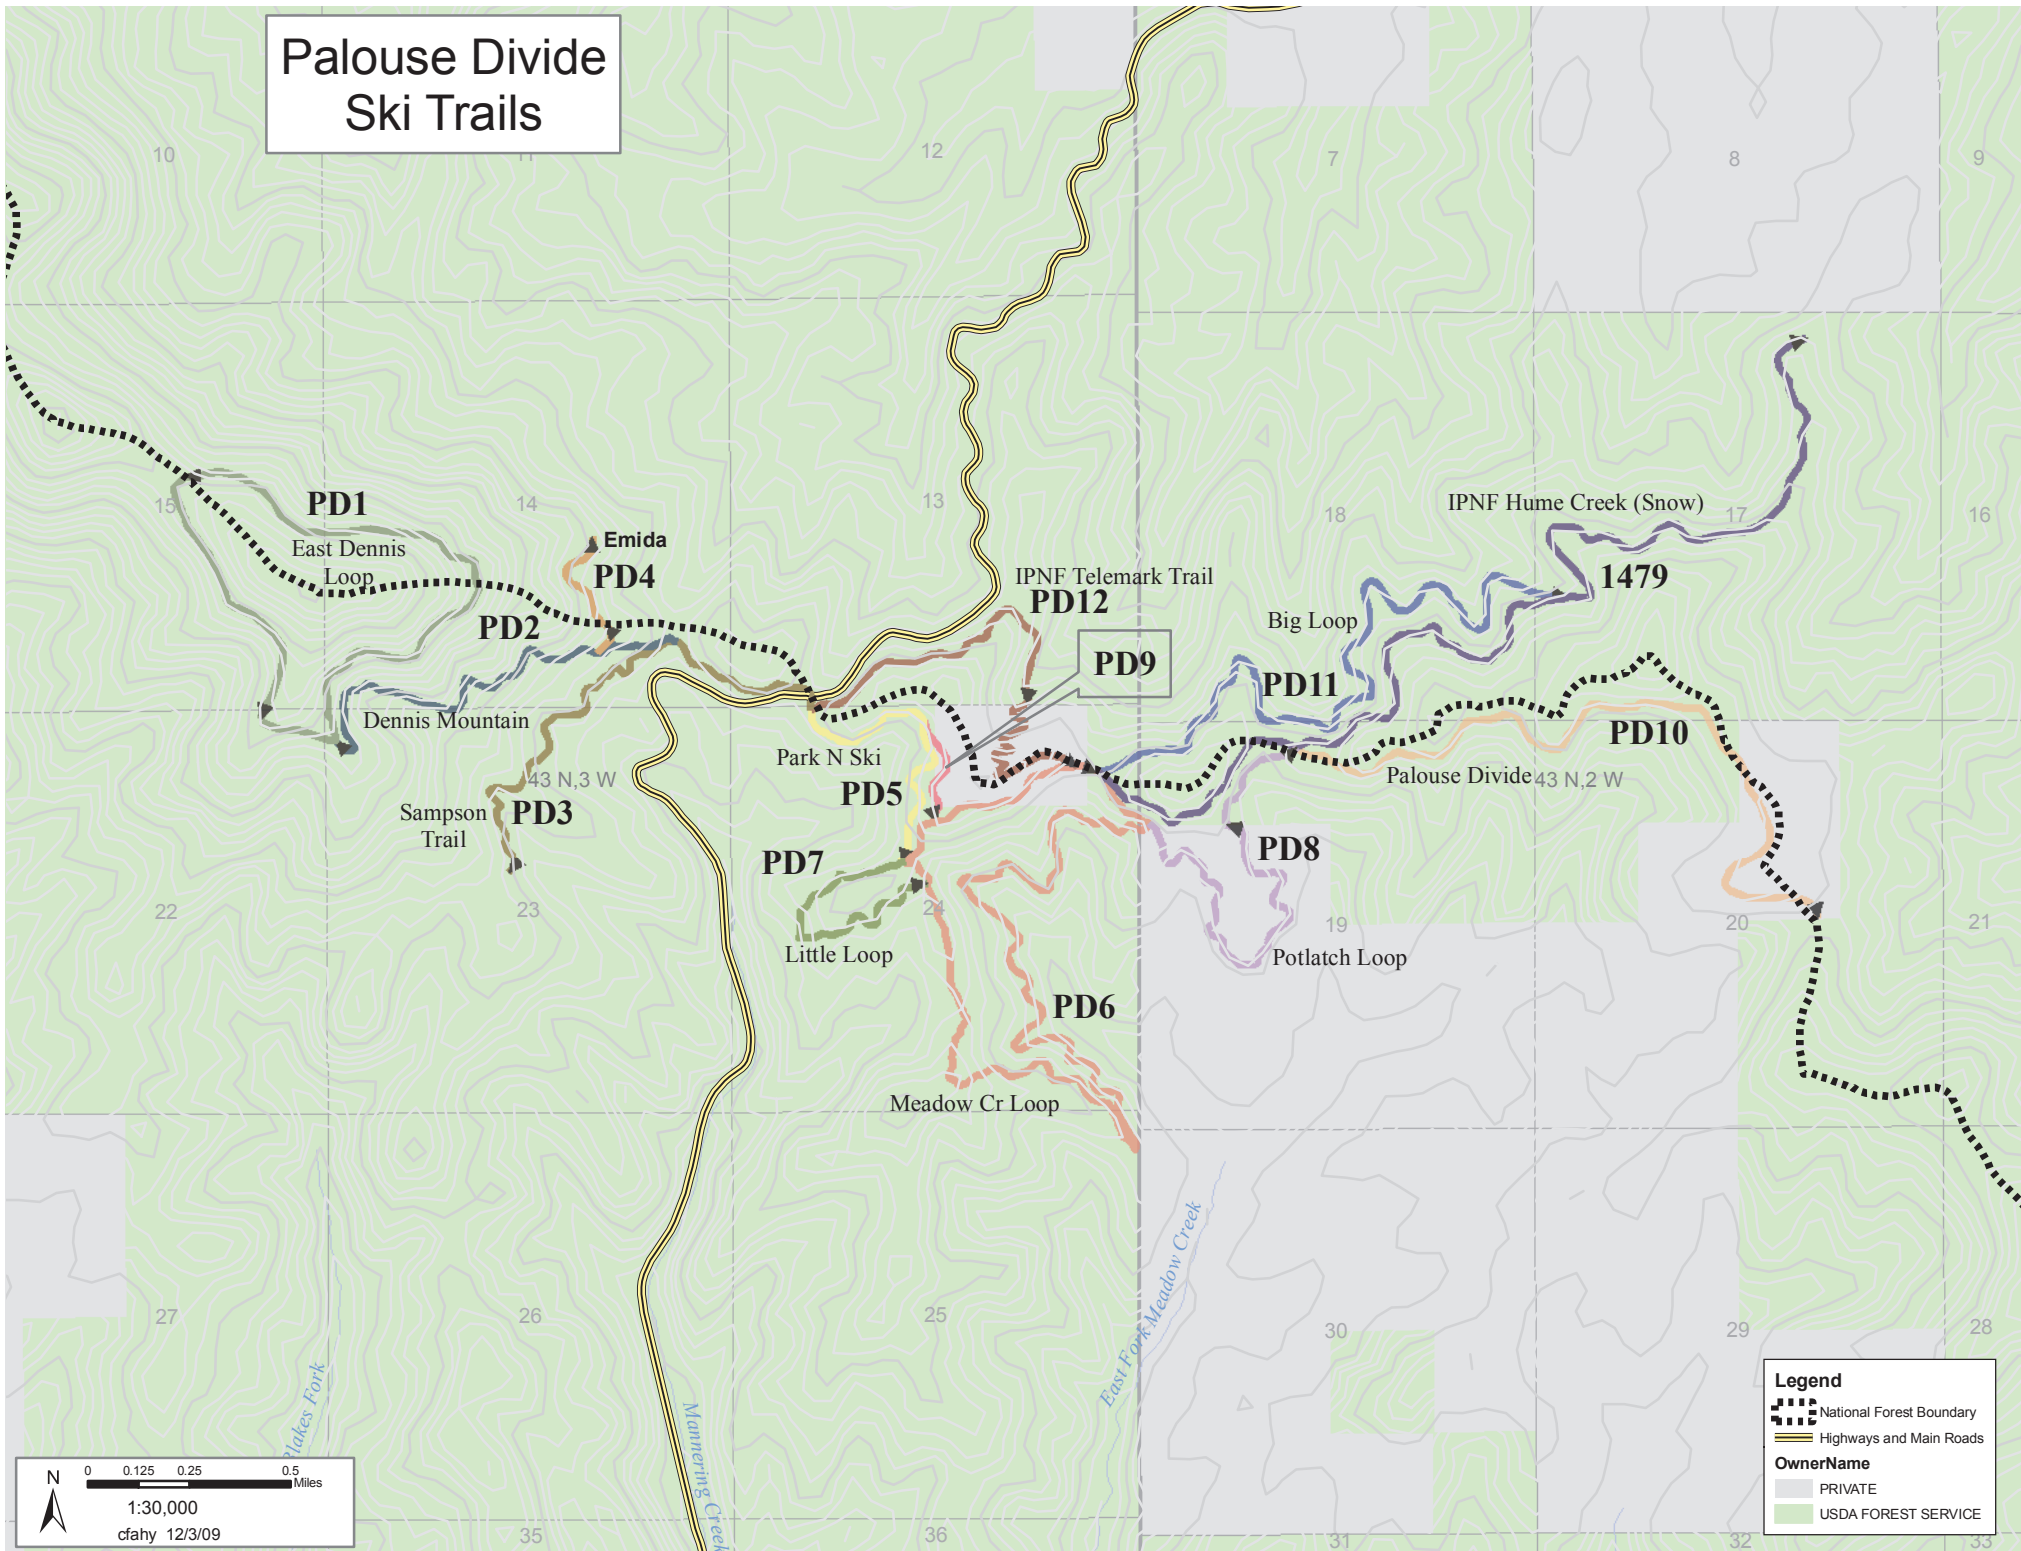 Palouse Divide
Ski Trails
10
11
12
7
8
9
15
PD1
14
13
18
IPNF Hume Creek (Snow)
17
16
East Dennis
Loop
Emida
PD4
IPNF Telemark Trail
PD12
1479
PD2
Big Loop
PD9
PD11
Dennis Mountain
Park N Ski
PD10
Palouse Divide
43 N,2 W
43 N,3 W
PD5
Sampson
Trail
PD3
PD7
PD8
22
23
24
19
20
21
Little Loop
Potlatch Loop
PD6
Meadow Cr Loop
East Fork Meadow Creek
27
26
25
30
29
28
Blakes Fork
Mannering Creek
35
36
31
32
33
N
0 0.125 0.25 0.5
Miles
1:30,000
cfahy 12/3/09
Legend
National Forest Boundary
Highways and Main Roads
OwnerName
PRIVATE
USDA FOREST SERVICE